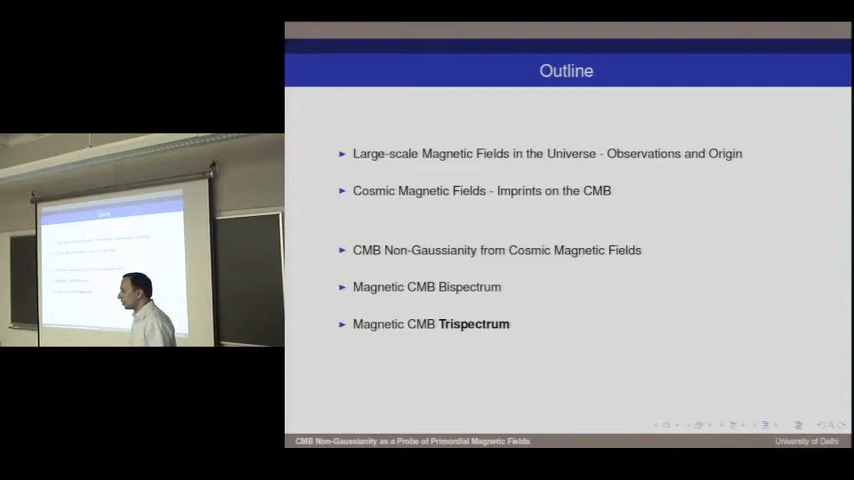 Outline
Large-scale Magnetic Fields in the Universe - Observations and Origin
Cosmic Magnetic Fields - Imprints on the CMB
CMB Non-Gaussianity from Cosmic Magnetic Fields
Magnetic CMB Bispectrum
Magnetic CMB Trispectrum
CMB Non-Gaussianity as a Probe of Primordial Magnetic Fields
University of Delhi